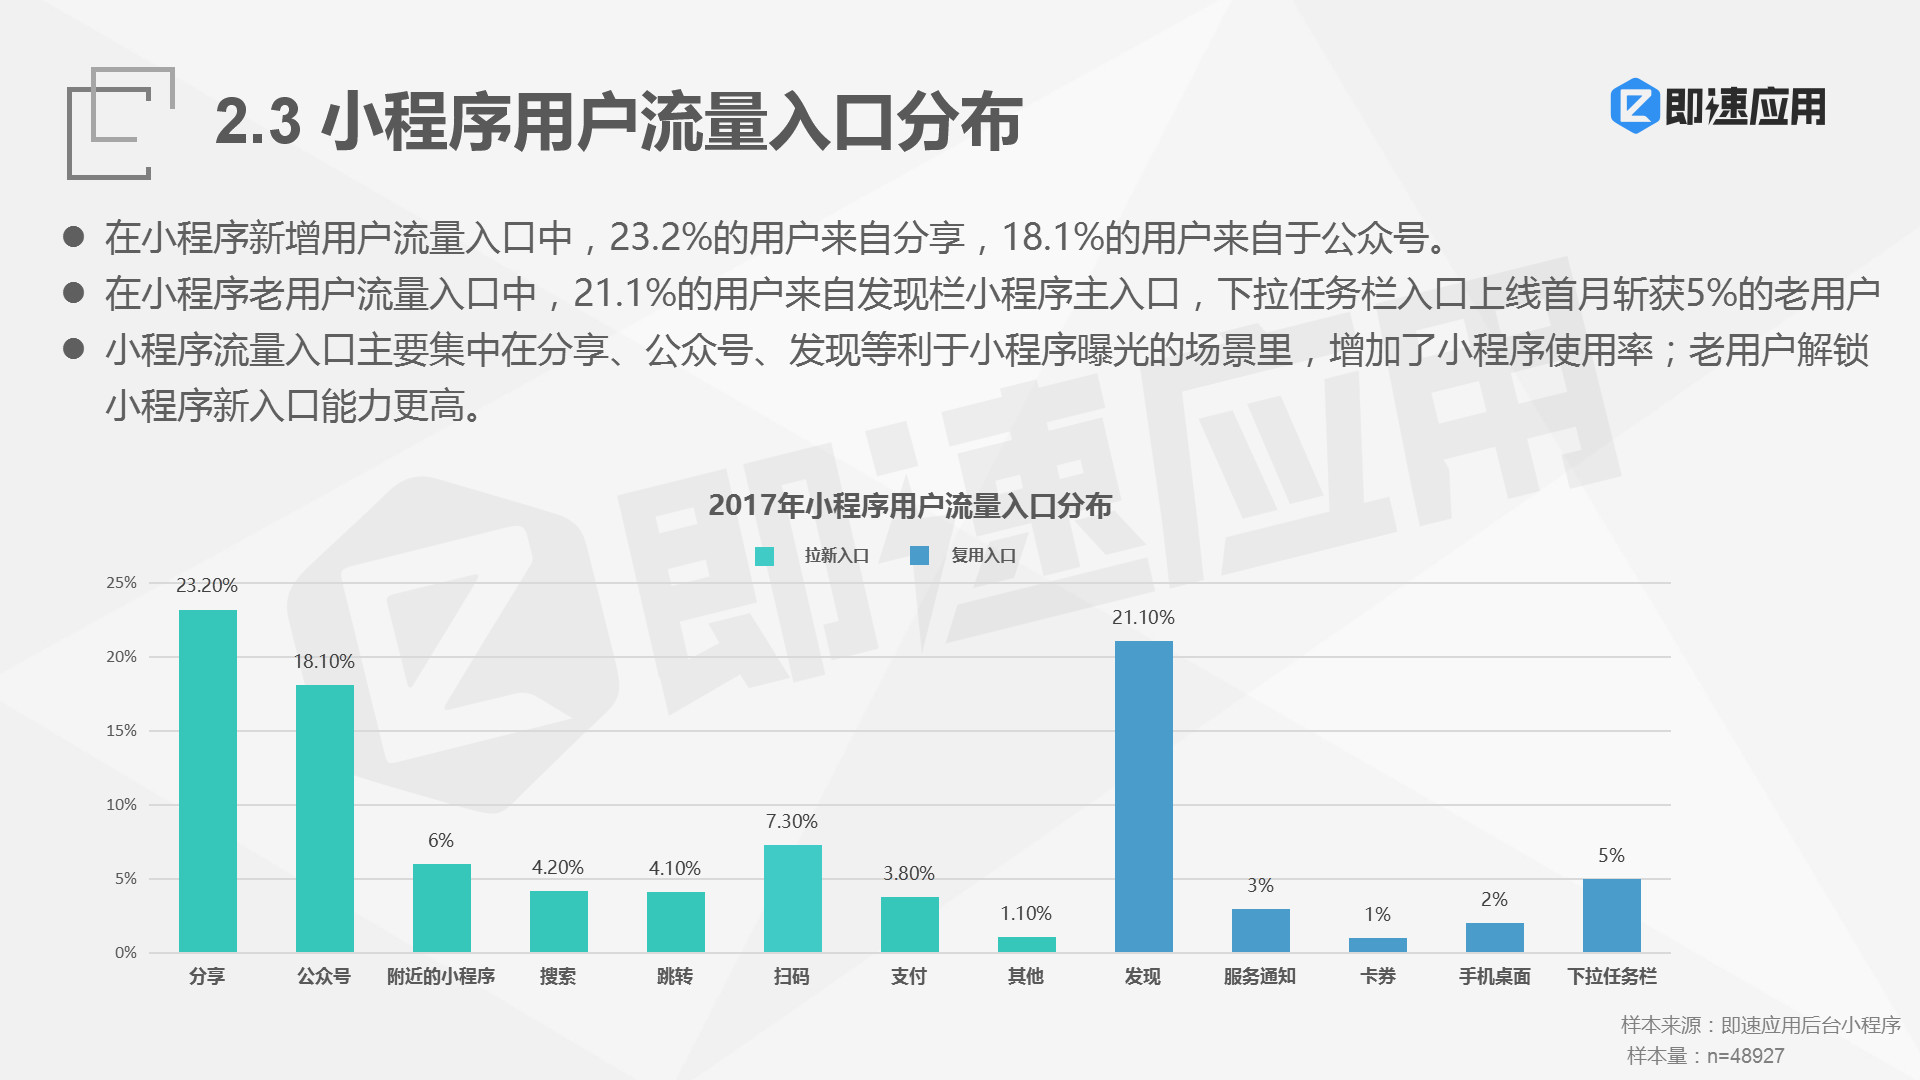 2.3 小程序用户流量入口分布
即速应用
在小程序新增用户流量入口中，23.2%的用户来自分享，18.1%的用户来自于公众号。
在小程序老用户流量入口中，21.1%的用户来自发现栏小程序主入口，下拉任务栏入口上线首月斩获5%的老用户
小程序流量入口主要集中在分享、公众号、发现等利于小程序曝光的场景里，增加了小程序使用率；老用户解锁
小程序新入口能力更高。
即速应用
2017年小程序用户流量入口分布
拉新入口 复用入口
25%
20%
15%
10%
5%
0%
23.20%
18.10%
6%
4.20%
4.10%
7.30%
3.80%
1.10%
21.10%
3%
1%
2%
5%
分享 公众号 附近的小程序 搜索 跳转 扫码 支付 其他 发现 服务通知 卡券 手机桌面 下拉任务栏
样本来源：即速应用后台小程序
样本量：n=48927